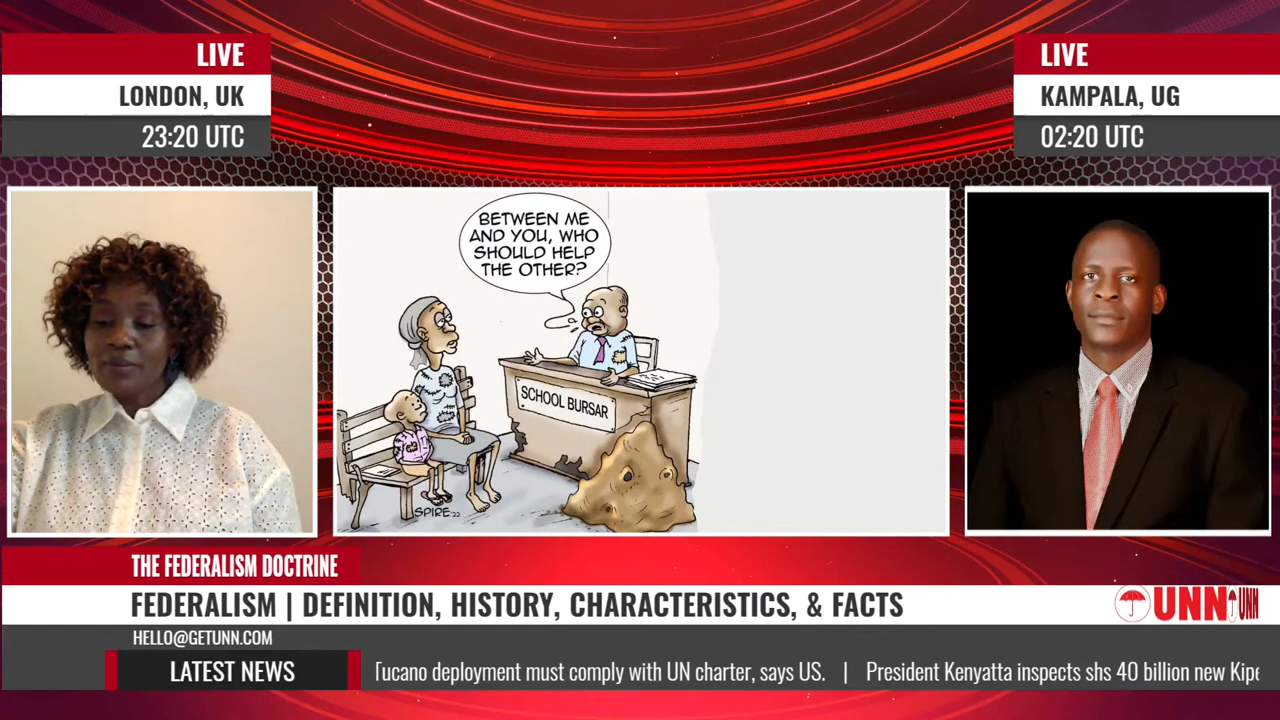 LIVE
LONDON, UK
23:20 UTC
LIVE
KAMPALA, UG
02:20 UTC
BETWEEN ME
AND YOU, WHO
SHOULD HELP
THE OTHER?
SCHOOL BURSAR
SPIRE '22
THE FEDERALISM DOCTRINE
FEDERALISM | DEFINITION, HISTORY, CHARACTERISTICS, & FACTS
UNN UNN
HELLO@GETUNN.COM
LATEST NEWS
Tucano deployment must comply with UN charter, says US. | President Kenyatta inspects shs 40 billion new Kipe